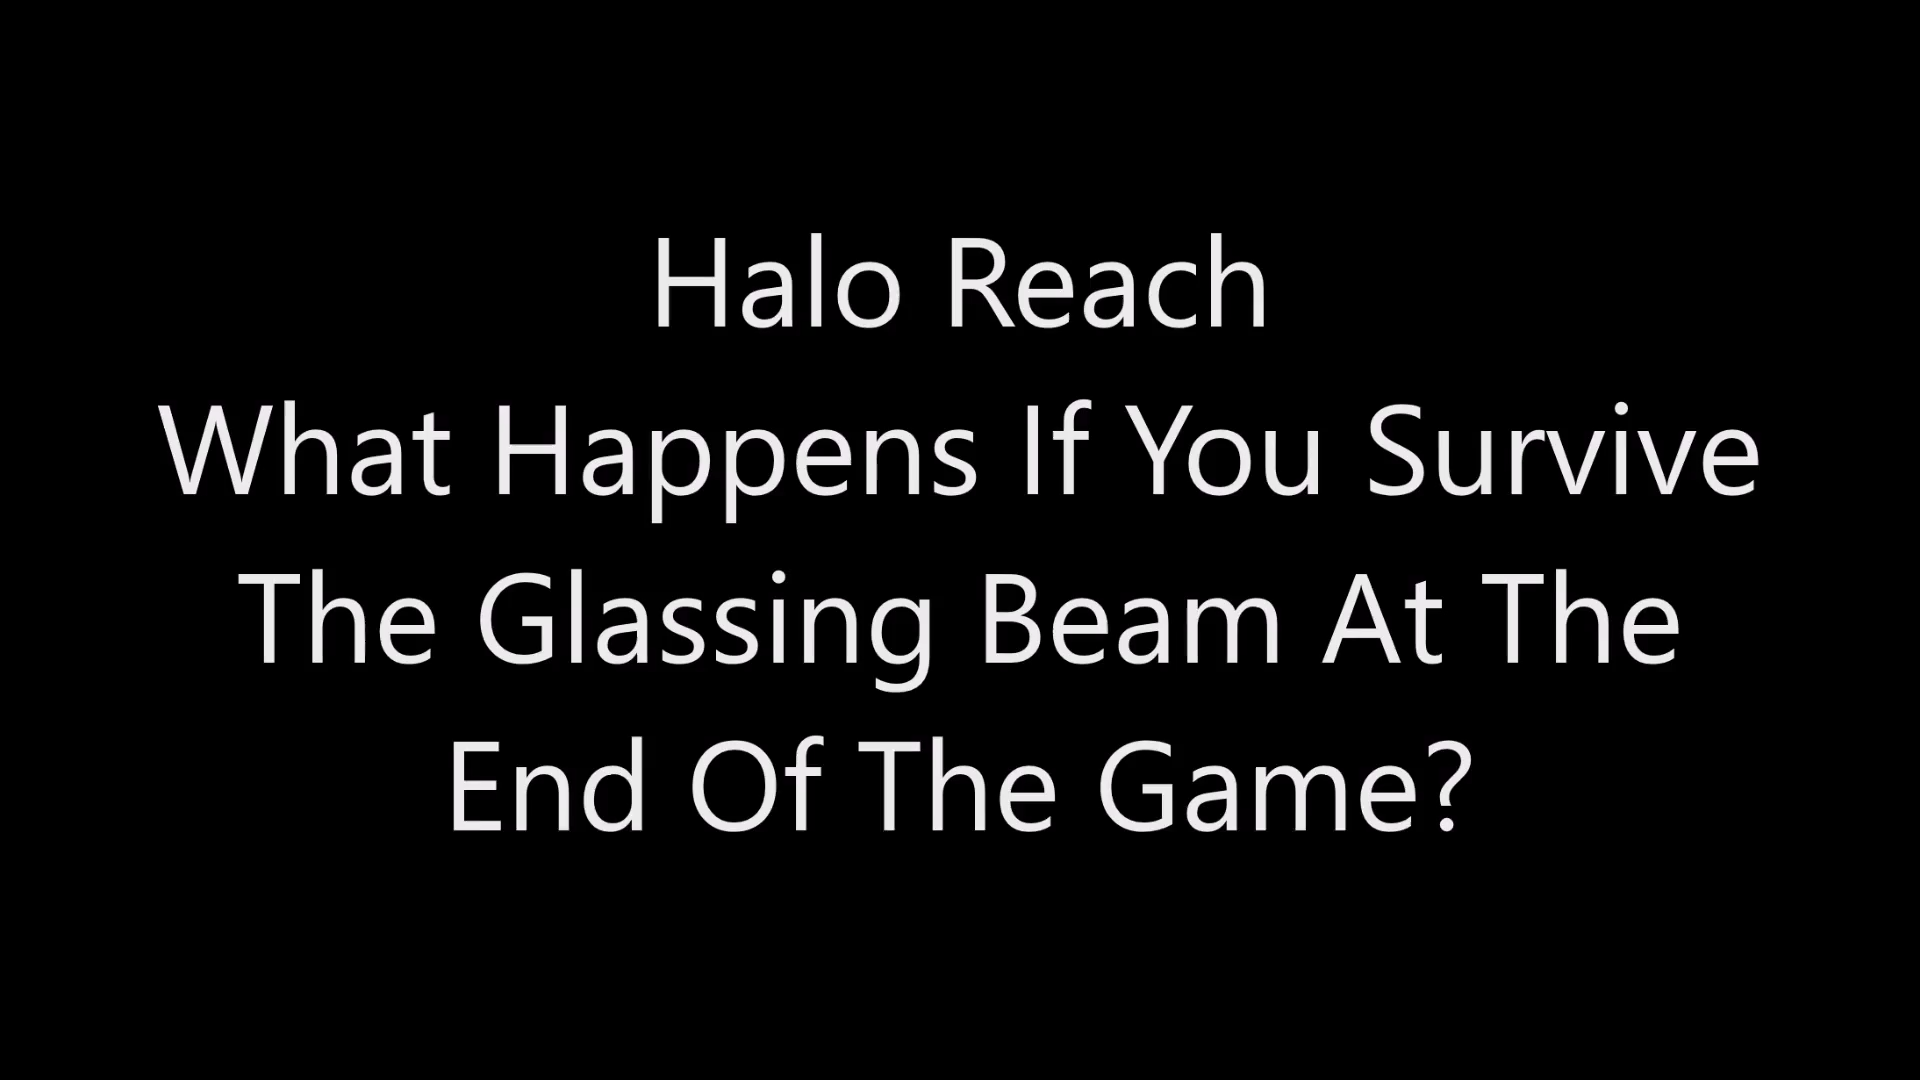 Halo Reach
What Happens If You Survive
The Glassing Beam At The
End Of The Game?